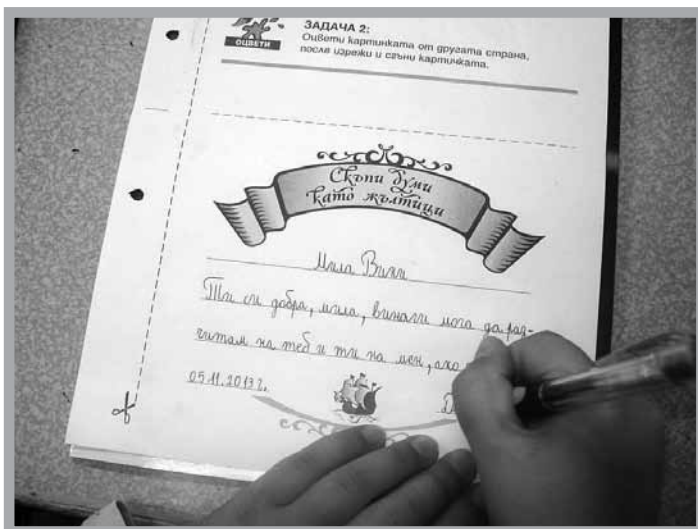 ОЦВЕТИ
ЗАДАЧА 2:
Оцвети картинката от другата страна,
после изрежи и сгъни картичката.
Скъпи думи
като жълтици
Мила Вики
Ти си добра, мила, винаги мога да раз-
читам на теб и ти на мен, ако
05.11.2013 г.